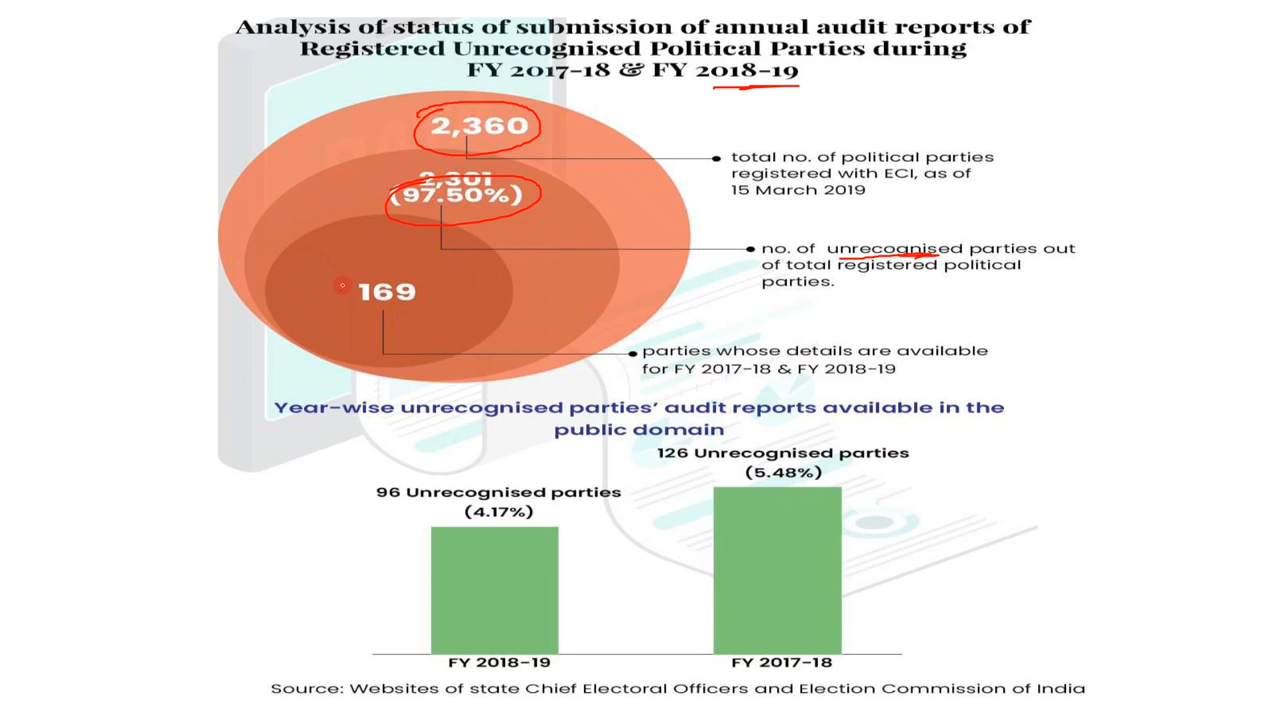 Analysis of status of submission of annual audit reports of
Registered Unrecognised Political Parties during
FY 2017-18 & FY 2018-19
2,360
total no. of political parties
registered with ECI, as of
15 March 2019
2,301
(97.50%)
no. of unrecognised parties out
of total registered political
parties.
169
parties whose details are available
for FY 2017-18 & FY 2018-19
Year-wise unrecognised parties' audit reports available in the
public domain
126 Unrecognised parties
(5.48%)
96 Unrecognised parties
(4.17%)
FY 2018-19
FY 2017-18
Source: Websites of state Chief Electoral Officers and Election Commission of India